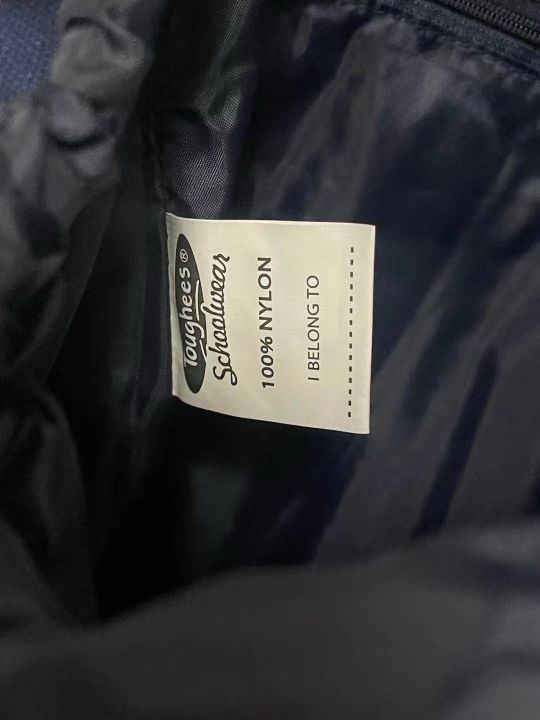 Toughees®
Schoolwear
100% NYLON
I BELONG TO